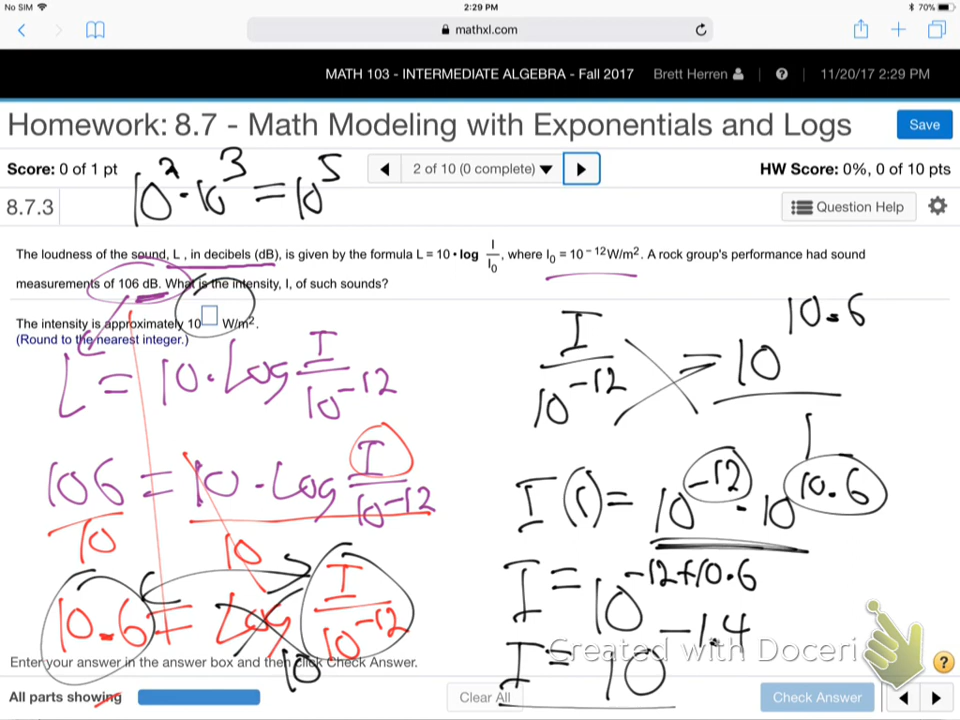 No SIM 2:29 PM 70%
mathxl.com
MATH 103 - INTERMEDIATE ALGEBRA - Fall 2017 Brett Herren ? 11/20/17 2:29 PM
Homework: 8.7 - Math Modeling with Exponentials and Logs Save
Score: 0 of 1 pt 2 of 10 (0 complete) HW Score: 0%, 0 of 10 pts
10^2 · 10^3 = 10^5
8.7.3 Question Help
The loudness of the sound, L , in decibels (dB), is given by the formula L = 10 • log I/I₀, where I₀ = 10^−12 W/m². A rock group's performance had sound
measurements of 106 dB. What is the intensity, I, of such sounds?
The intensity is approximately 10^□ W/m².
(Round to the nearest integer.)
L = 10 · Log I/10^-12
106 = 10 · Log I/10^-12
10 10
10.6 = Log I/10^-12
10
I/10^-12 = 10^10.6
1
I (1) = 10^-12 · 10^10.6
I = 10^-12+10.6
I = 10^-1.4
Created with Doceri
Enter your answer in the answer box and then click Check Answer.
?
All parts showing Clear All Check Answer